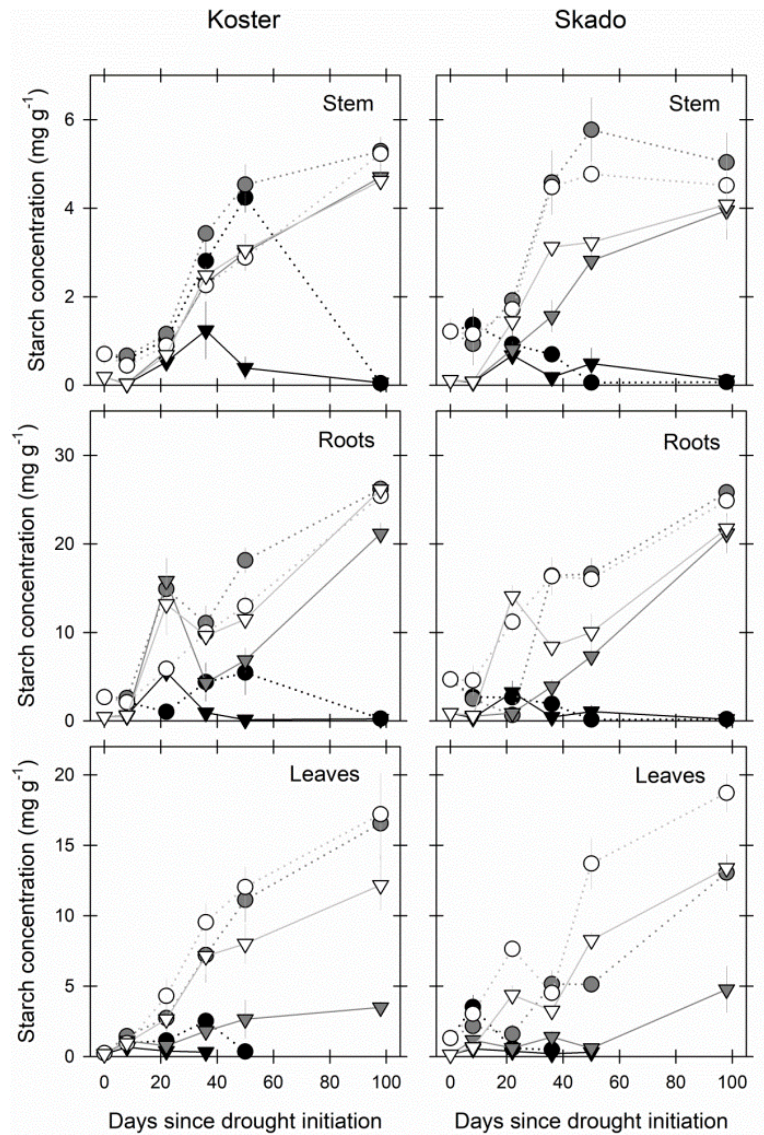 Koster Skado
Starch concentration (mg g⁻¹)
6
4
2
0
Stem
Stem
Starch concentration (mg g⁻¹)
30
20
10
0
Roots
Roots
Starch concentration (mg g⁻¹)
20
15
10
5
0
Leaves
Leaves
0 20 40 60 80 100 0 20 40 60 80 100
Days since drought initiation Days since drought initiation